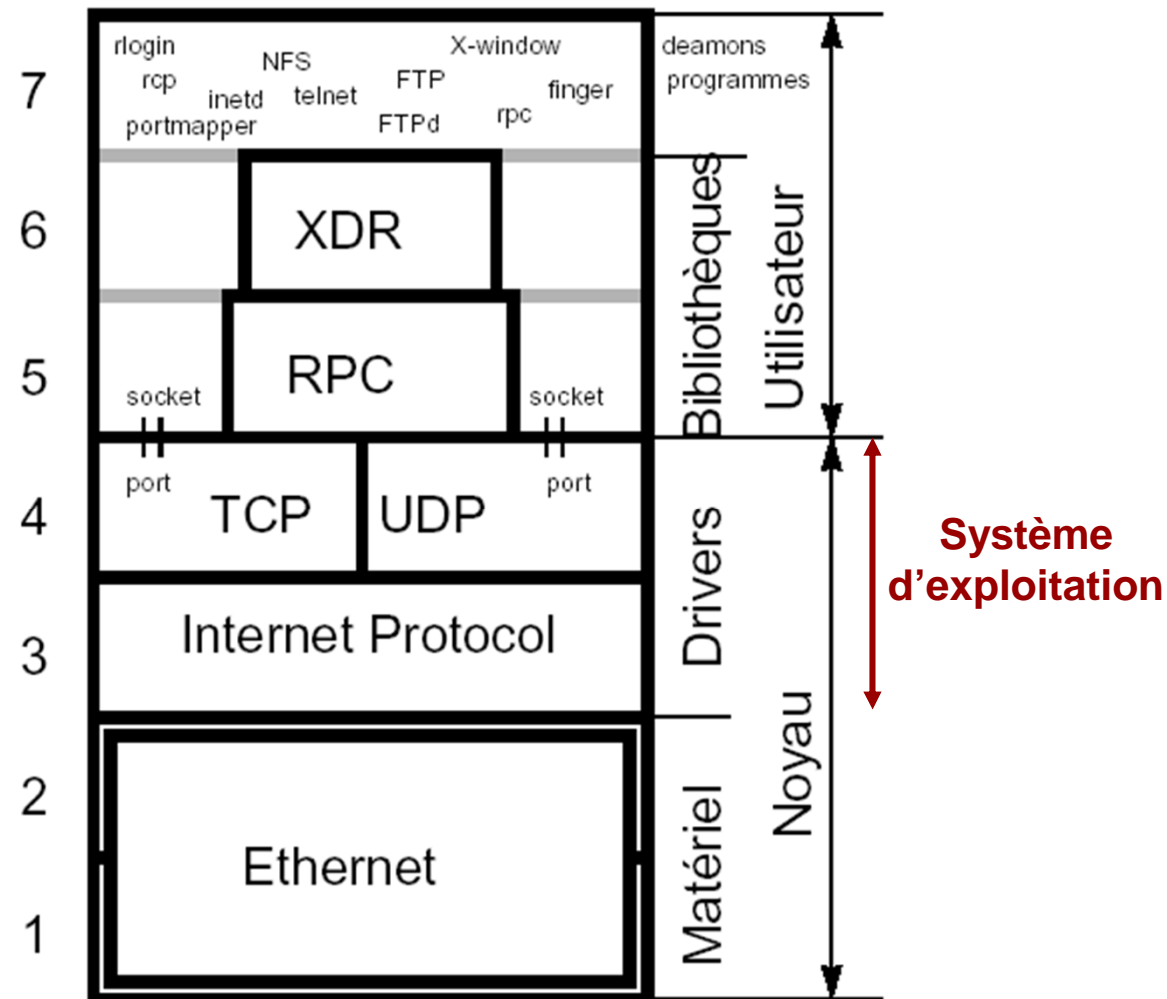 7
rlogin
rcp
NFS
inetd
telnet
portmapper
X-window
FTP
FTPd
finger
rpc
deamons
programmes
6
XDR
Bibliothèques
Utilisateur
5
RPC
socket
socket
4
port
port
TCP
UDP
Drivers
Système
d’exploitation
3
Internet Protocol
Noyau
2
Ethernet
Matériel
1